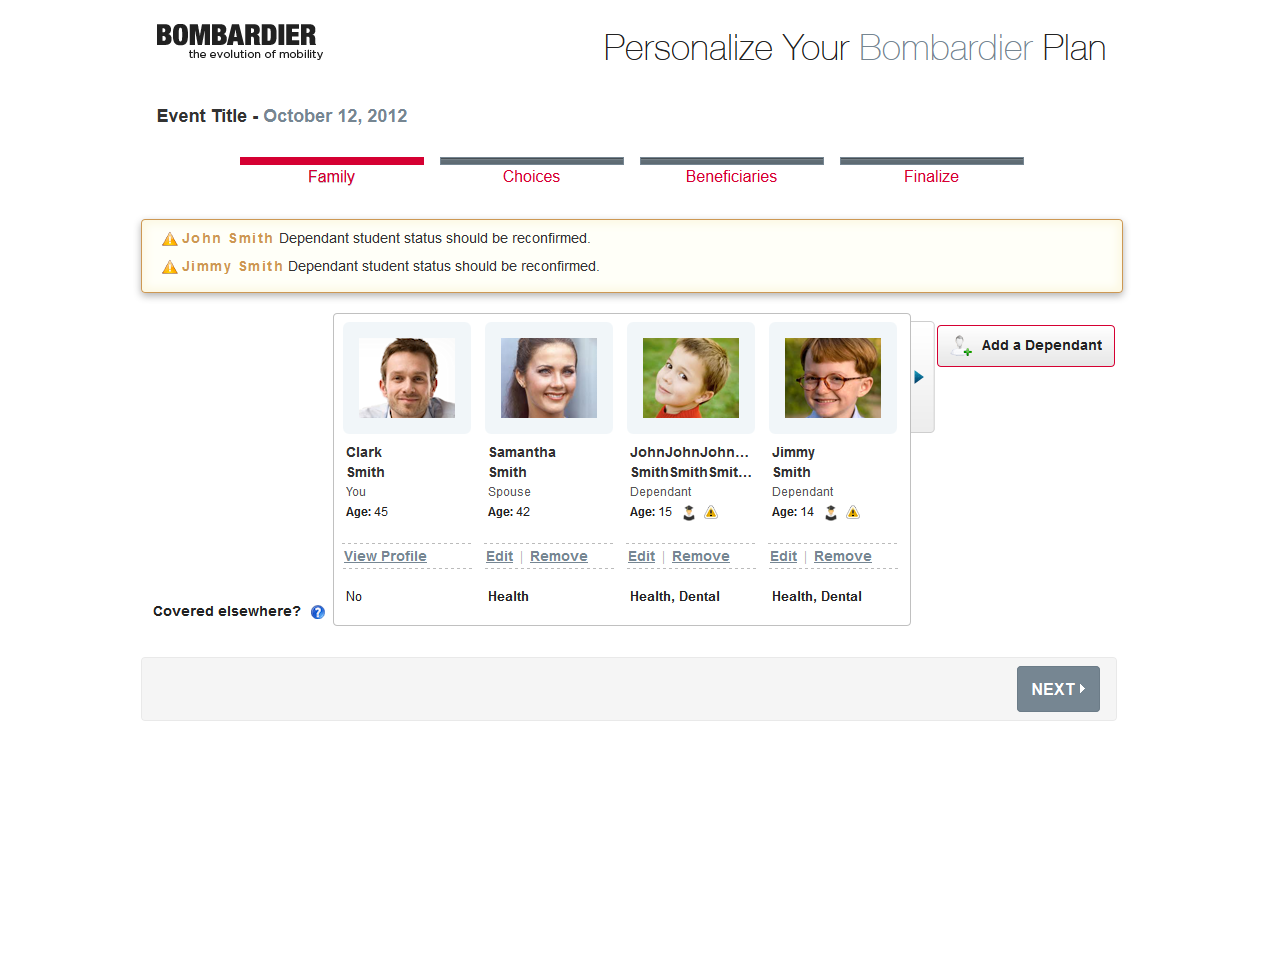 BOMBARDIER
the evolution of mobility
Personalize Your Bombardier Plan
Event Title - October 12, 2012
Family Choices Beneficiaries Finalize
John Smith Dependant student status should be reconfirmed.
Jimmy Smith Dependant student status should be reconfirmed.
Add a Dependant
Clark Samantha JohnJohnJohn... Jimmy
Smith Smith SmithSmithSmit... Smith
You Spouse Dependant Dependant
Age: 45 Age: 42 Age: 15 Age: 14
View Profile Edit | Remove Edit | Remove Edit | Remove
No Health Health, Dental Health, Dental
Covered elsewhere? ?
NEXT